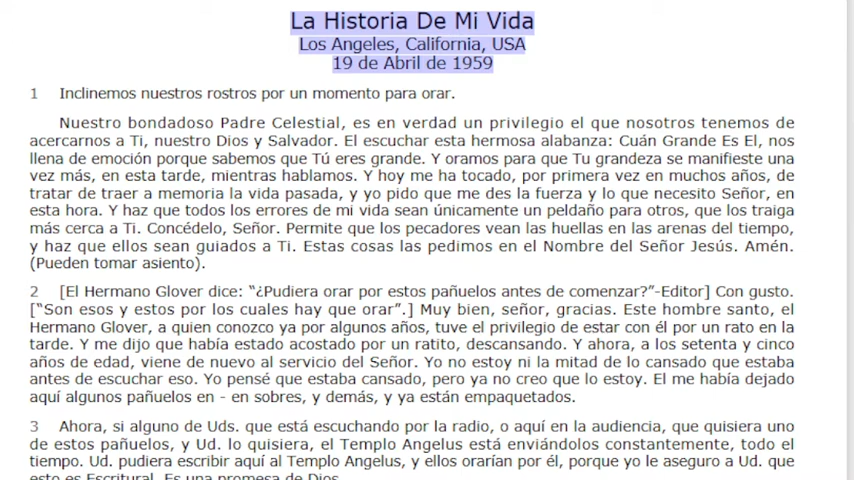 La Historia De Mi Vida
Los Angeles, California, USA
19 de Abril de 1959
1 Inclinemos nuestros rostros por un momento para orar.
Nuestro bondadoso Padre Celestial, es en verdad un privilegio el que nosotros tenemos de
acercarnos a Ti, nuestro Dios y Salvador. El escuchar esta hermosa alabanza: Cuán Grande Es El, nos
llena de emoción porque sabemos que Tú eres grande. Y oramos para que Tu grandeza se manifieste una
vez más, en esta tarde, mientras hablamos. Y hoy me ha tocado, por primera vez en muchos años, de
tratar de traer a memoria la vida pasada, y yo pido que me des la fuerza y lo que necesito Señor, en
esta hora. Y haz que todos los errores de mi vida sean únicamente un peldaño para otros, que los traiga
más cerca a Ti. Concédelo, Señor. Permite que los pecadores vean las huellas en las arenas del tiempo,
y haz que ellos sean guiados a Ti. Estas cosas las pedimos en el Nombre del Señor Jesús. Amén.
(Pueden tomar asiento).
2 [El Hermano Glover dice: “¿Pudiera orar por estos pañuelos antes de comenzar?”-Editor] Con gusto.
[“Son esos y estos por los cuales hay que orar”.] Muy bien, señor, gracias. Este hombre santo, el
Hermano Glover, a quien conozco ya por algunos años, tuve el privilegio de estar con él por un rato en la
tarde. Y me dijo que había estado acostado por un ratito, descansando. Y ahora, a los setenta y cinco
años de edad, viene de nuevo al servicio del Señor. Yo no estoy ni la mitad de lo cansado que estaba
antes de escuchar eso. Yo pensé que estaba cansado, pero ya no creo que lo estoy. El me había dejado
aquí algunos pañuelos en - en sobres, y demás, y ya están empaquetados.
3 Ahora, si alguno de Uds. que está escuchando por la radio, o aquí en la audiencia, que quisiera uno
de estos pañuelos, y Ud. lo quisiera, el Templo Angelus está enviándolos constantemente, todo el
tiempo. Ud. pudiera escribir aquí al Templo Angelus, y ellos orarían por él, porque yo le aseguro a Ud. que
esto es Escritural. Es una promesa de Dios.